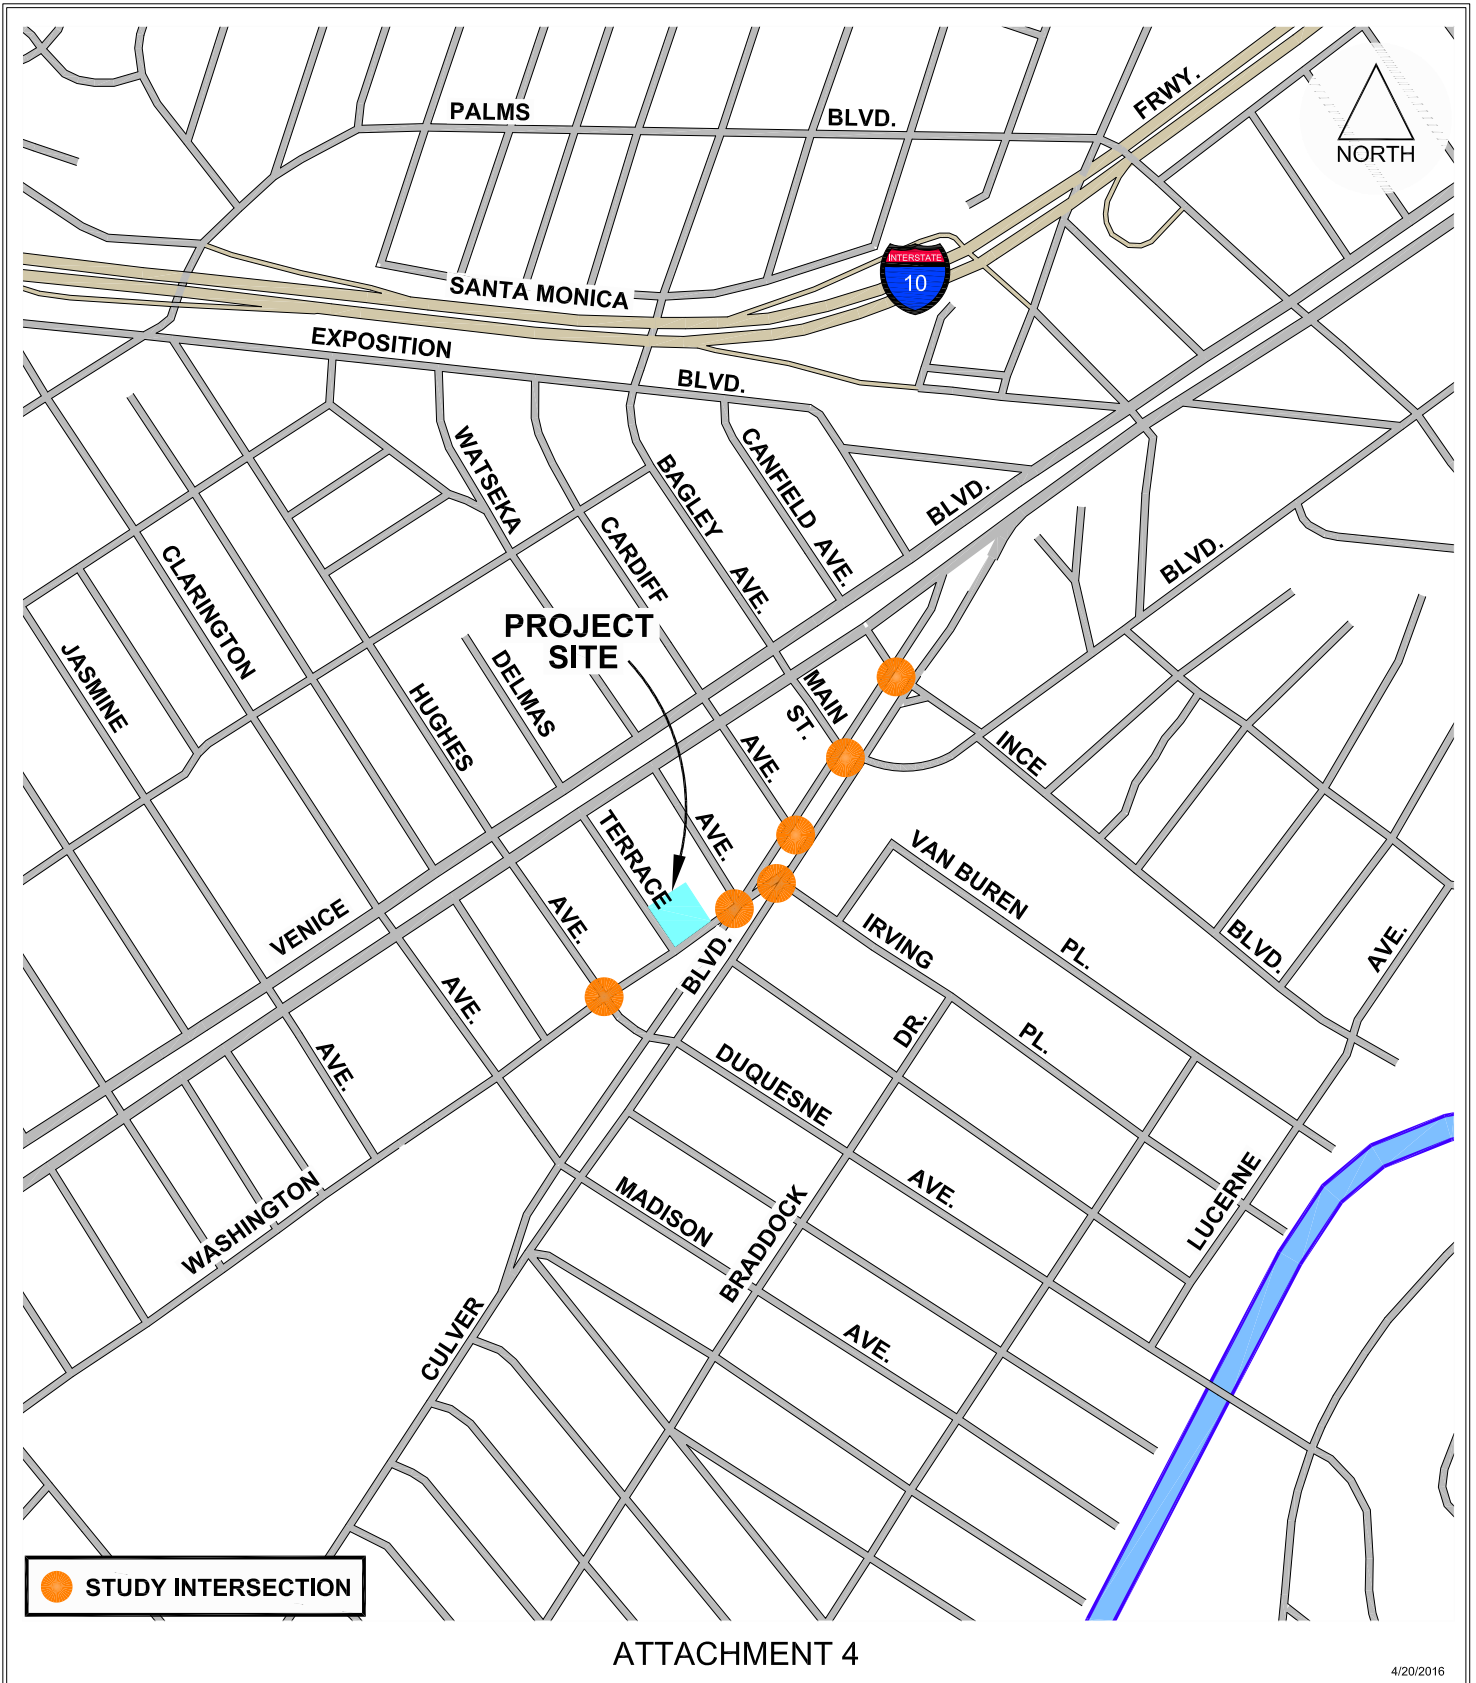 PALMS
BLVD.
FRWY.
NORTH
INTERSTATE
10
SANTA MONICA
EXPOSITION
BLVD.
WATSEKA
BAGLEY
AVE.
CANFIELD
AVE.
BLVD.
CARDIFF
BLVD.
CLARINGTON
PROJECT
SITE
JASMINE
DELMAS
HUGHES
MAIN
ST.
AVE.
INCE
TERRACE
AVE.
VAN BUREN
PL.
VENICE
AVE.
IRVING
PL.
BLVD.
AVE.
BLVD.
AVE.
DR.
AVE.
DUQUESNE
AVE.
WASHINGTON
MADISON
BRADDOCK
LUCERNE
CULVER
AVE.
STUDY INTERSECTION
ATTACHMENT 4
4/20/2016